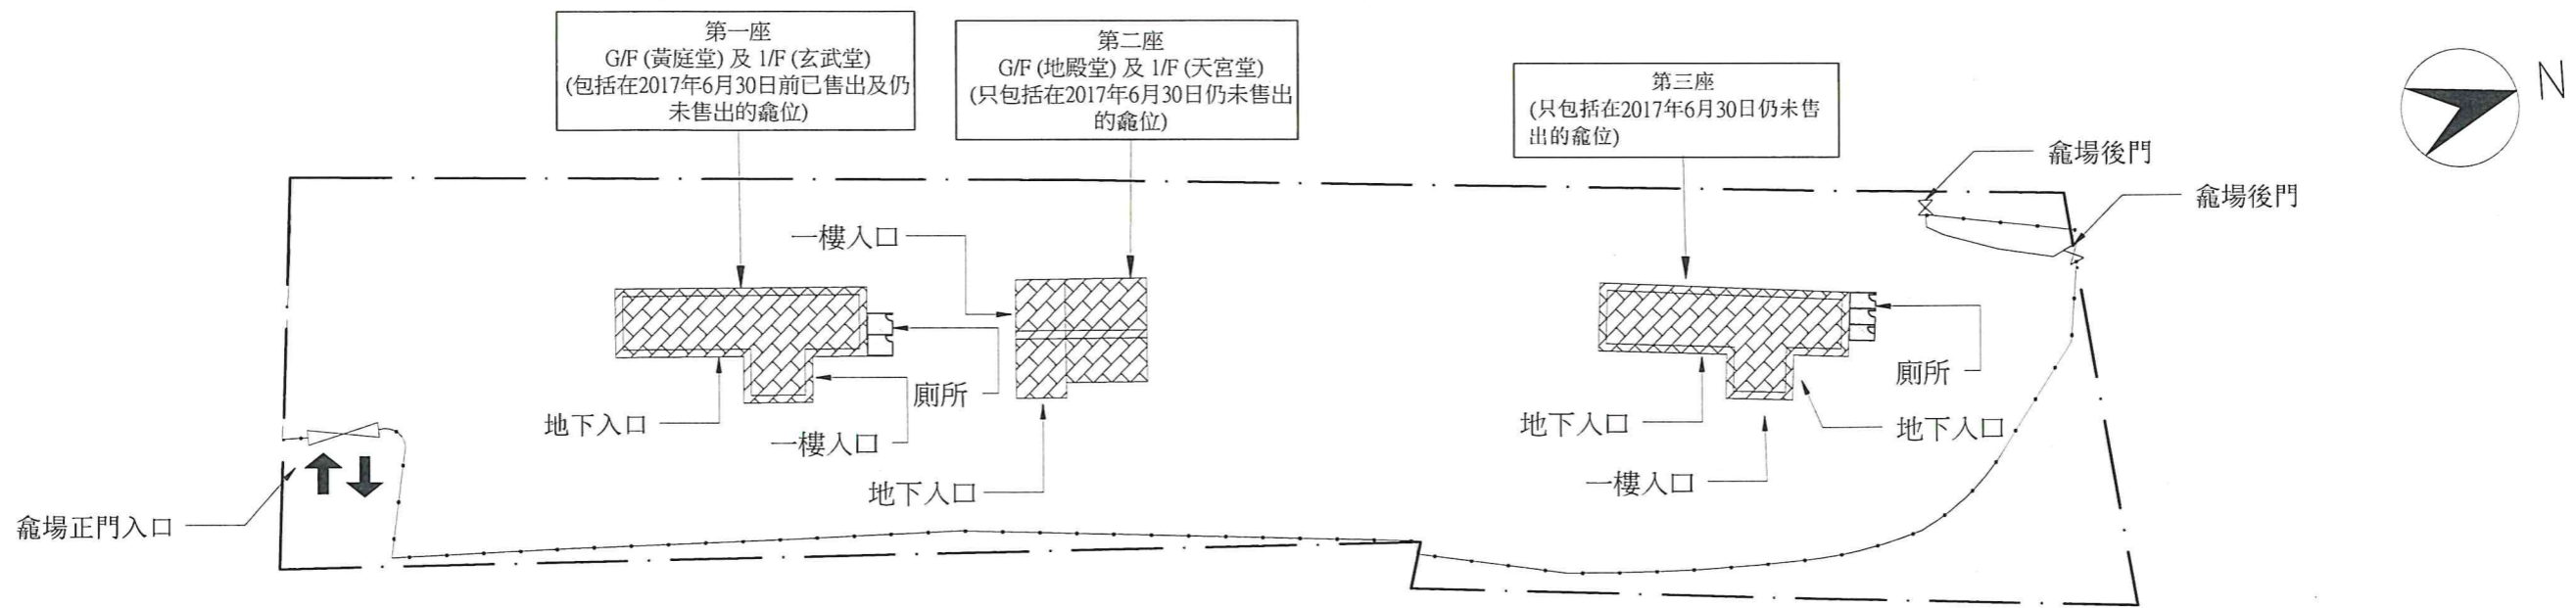 第一座
G/F (黃庭堂) 及 1/F (玄武堂)
(包括在2017年6月30日前已售出及仍
未售出的龕位)
第二座
G/F (地殿堂) 及 1/F (天宮堂)
(只包括在2017年6月30日仍未售出
的龕位)
第三座
(只包括在2017年6月30日仍未售
出的龕位)
N
龕場後門
龕場後門
一樓入口
廁所
廁所
地下入口
一樓入口
地下入口
地下入口
地下入口
一樓入口
龕場正門入口